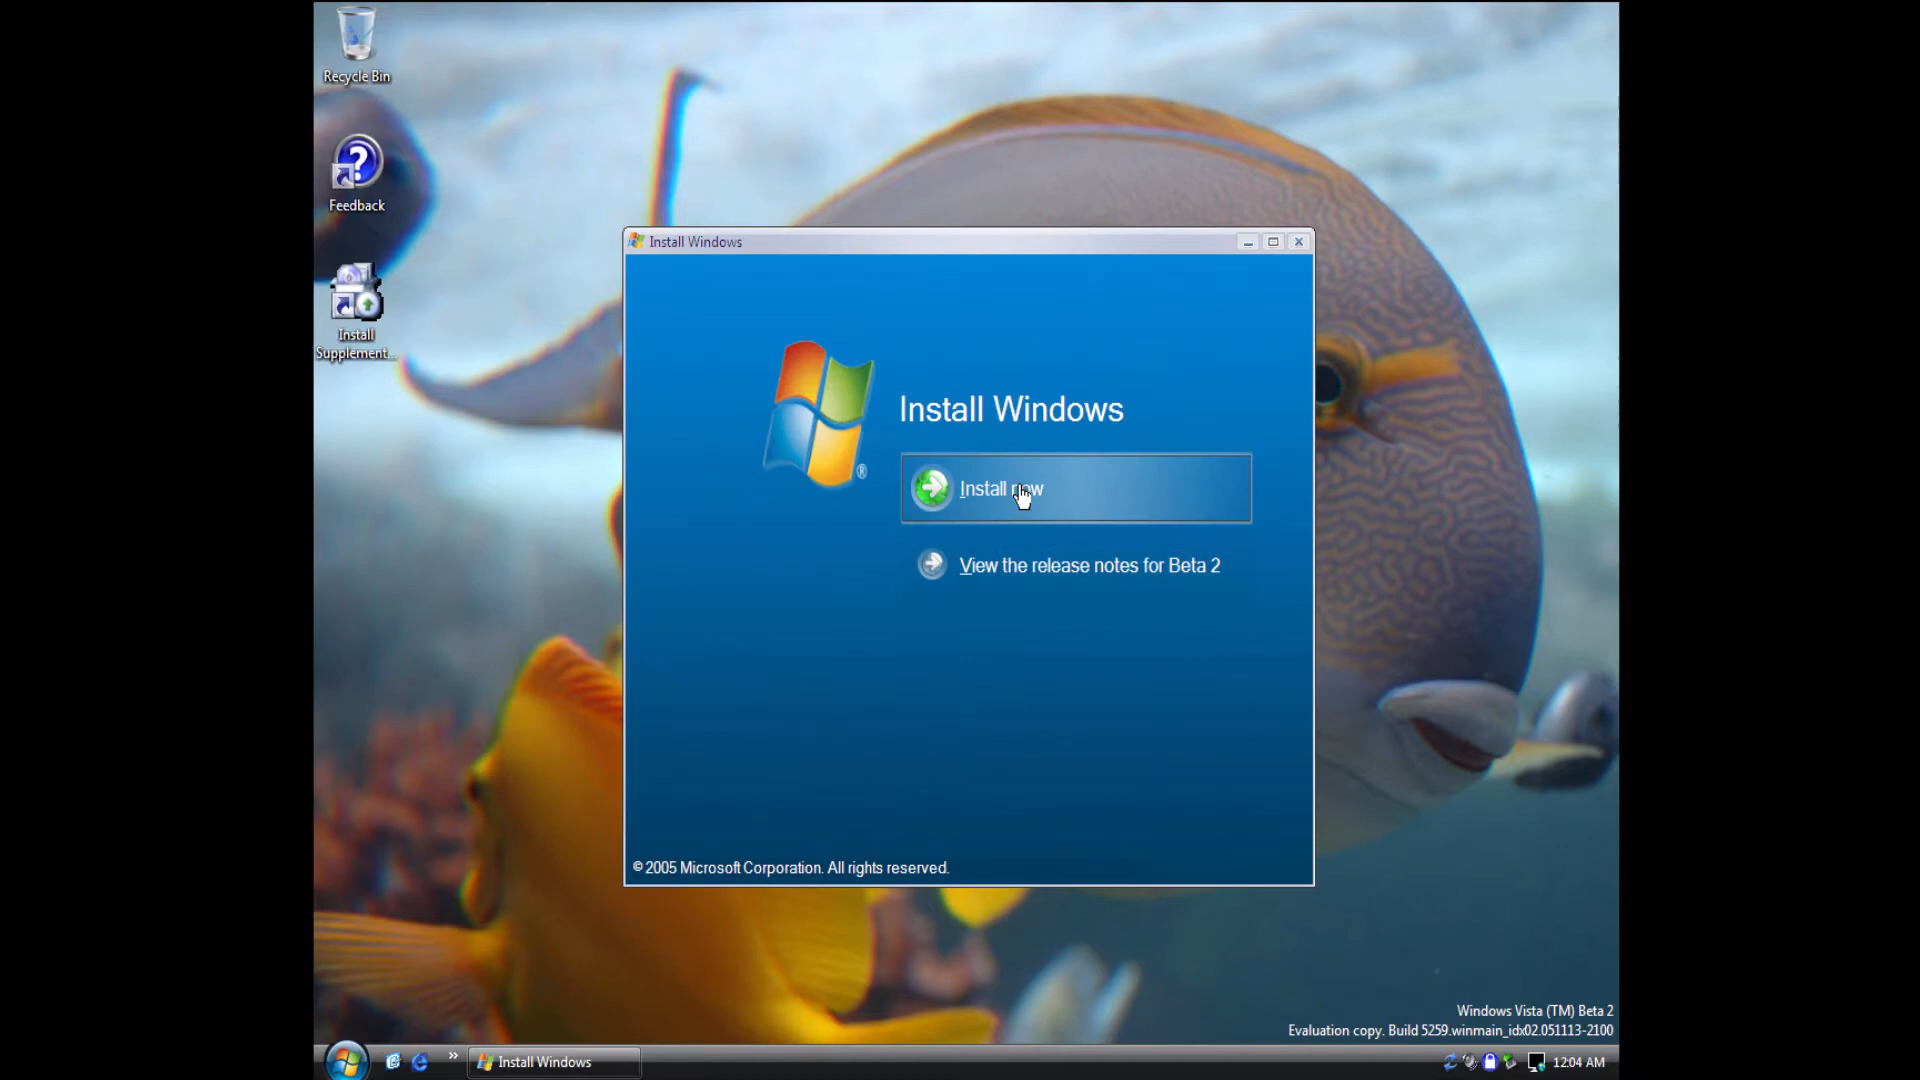 Recycle Bin
Feedback
Install
Supplement...
Install Windows
Install Windows
Install now
View the release notes for Beta 2
© 2005 Microsoft Corporation. All rights reserved.
Windows Vista (TM) Beta 2
Evaluation copy. Build 5259.winmain_idx02.051113-2100
Install Windows
12:04 AM